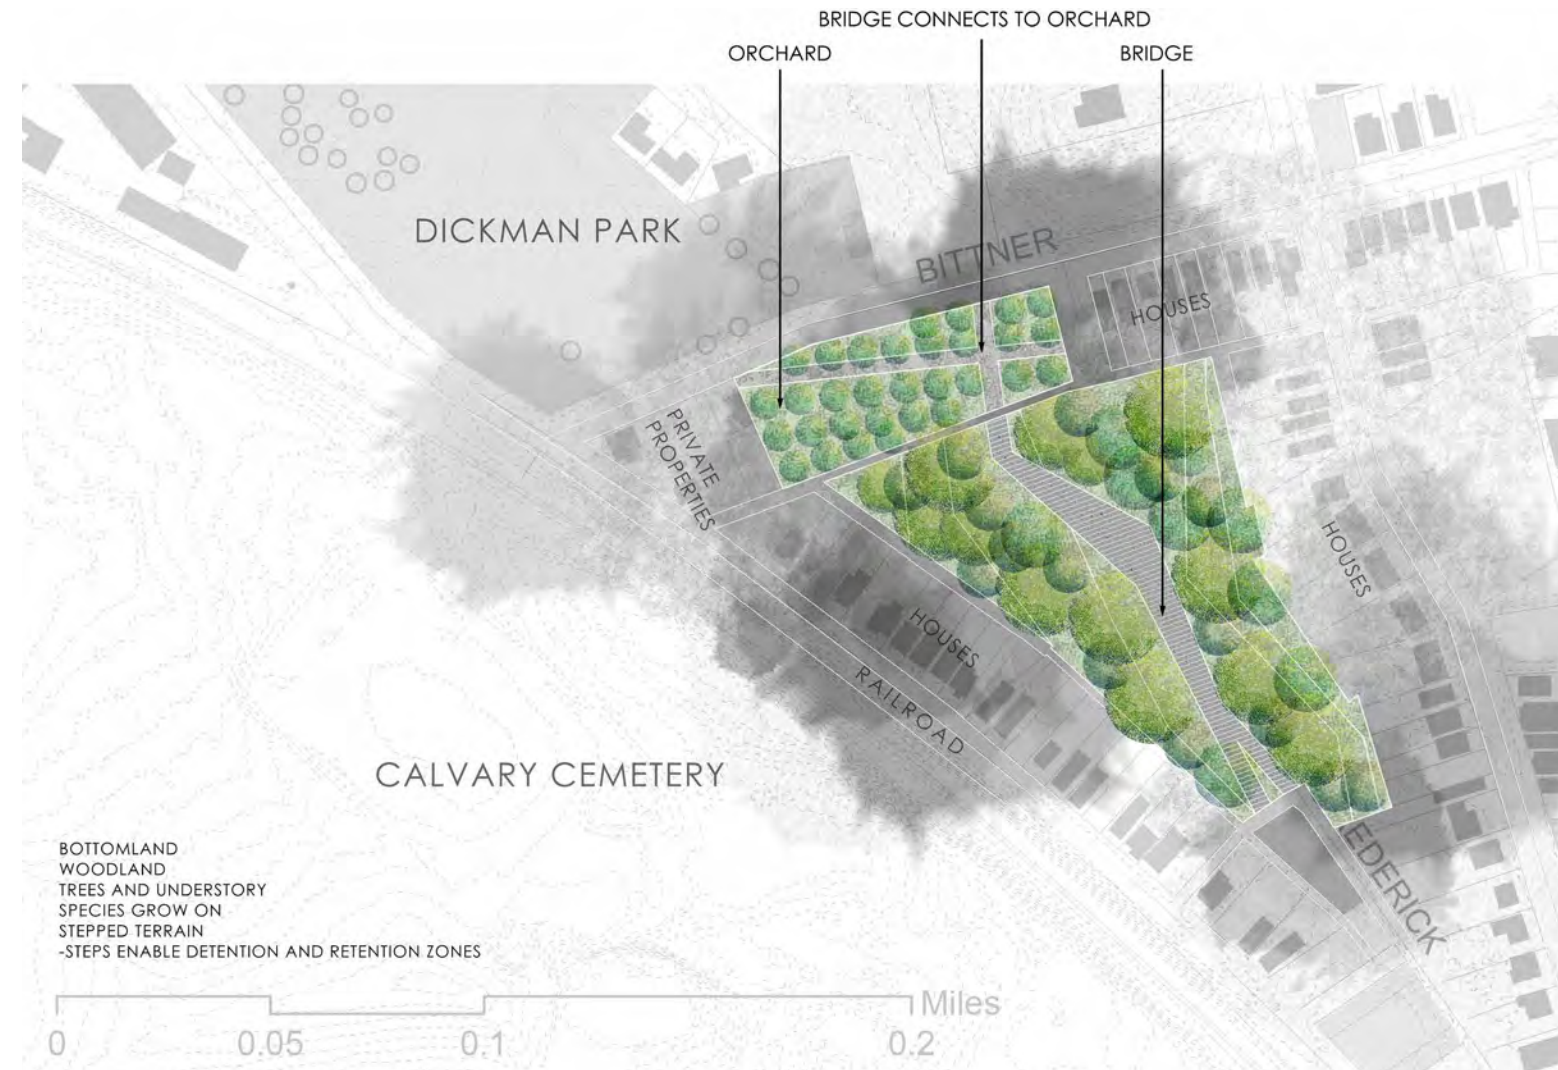 BRIDGE CONNECTS TO ORCHARD
ORCHARD
BRIDGE
DICKMAN PARK
BITTNER
HOUSES
PRIVATE
PROPERTIES
HOUSES
HOUSES
RAILROAD
CALVARY CEMETERY
EDERICK
BOTTOMLAND
WOODLAND
TREES AND UNDERSTORY
SPECIES GROW ON
STEPPED TERRAIN
-STEPS ENABLE DETENTION AND RETENTION ZONES
Miles
0 0.05 0.1 0.2